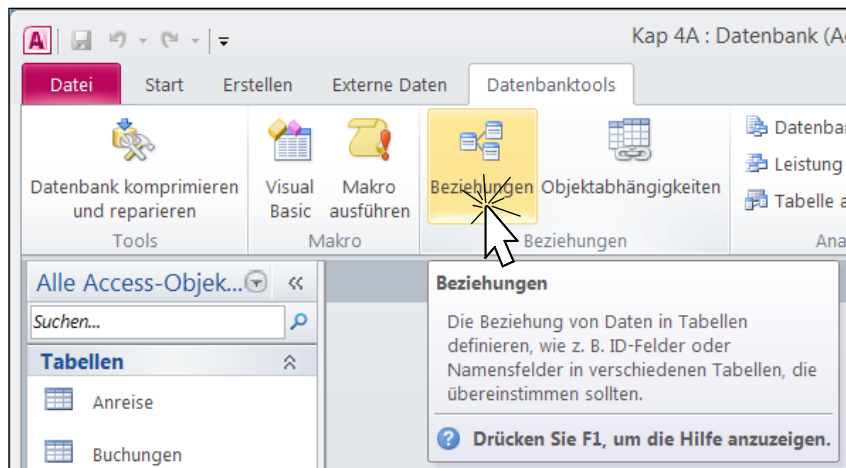 Kap 4A : Datenbank (A
Datei Start Erstellen Externe Daten Datenbanktools
Datenbank komprimieren und reparieren
Visual Basic
Makro ausführen
Beziehungen
Objektabhängigkeiten
Datenba
Leistung
Tabelle a
Tools Makro Beziehungen Ana
Alle Access-Objek...
Suchen...
Tabellen
Anreise
Buchungen
Beziehungen
Die Beziehung von Daten in Tabellen
definieren, wie z. B. ID-Felder oder
Namensfelder in verschiedenen Tabellen, die
übereinstimmen sollten.
Drücken Sie F1, um die Hilfe anzuzeigen.